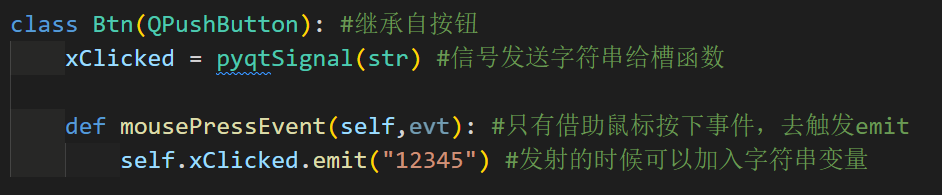 class Btn(QPushButton): #继承自按钮
xClicked = pyqtSignal(str) #信号发送字符串给槽函数
def mousePressEvent(self,evt): #只有借助鼠标按下事件，去触发emit
self.xClicked.emit("12345") #发射的时候可以加入字符串变量